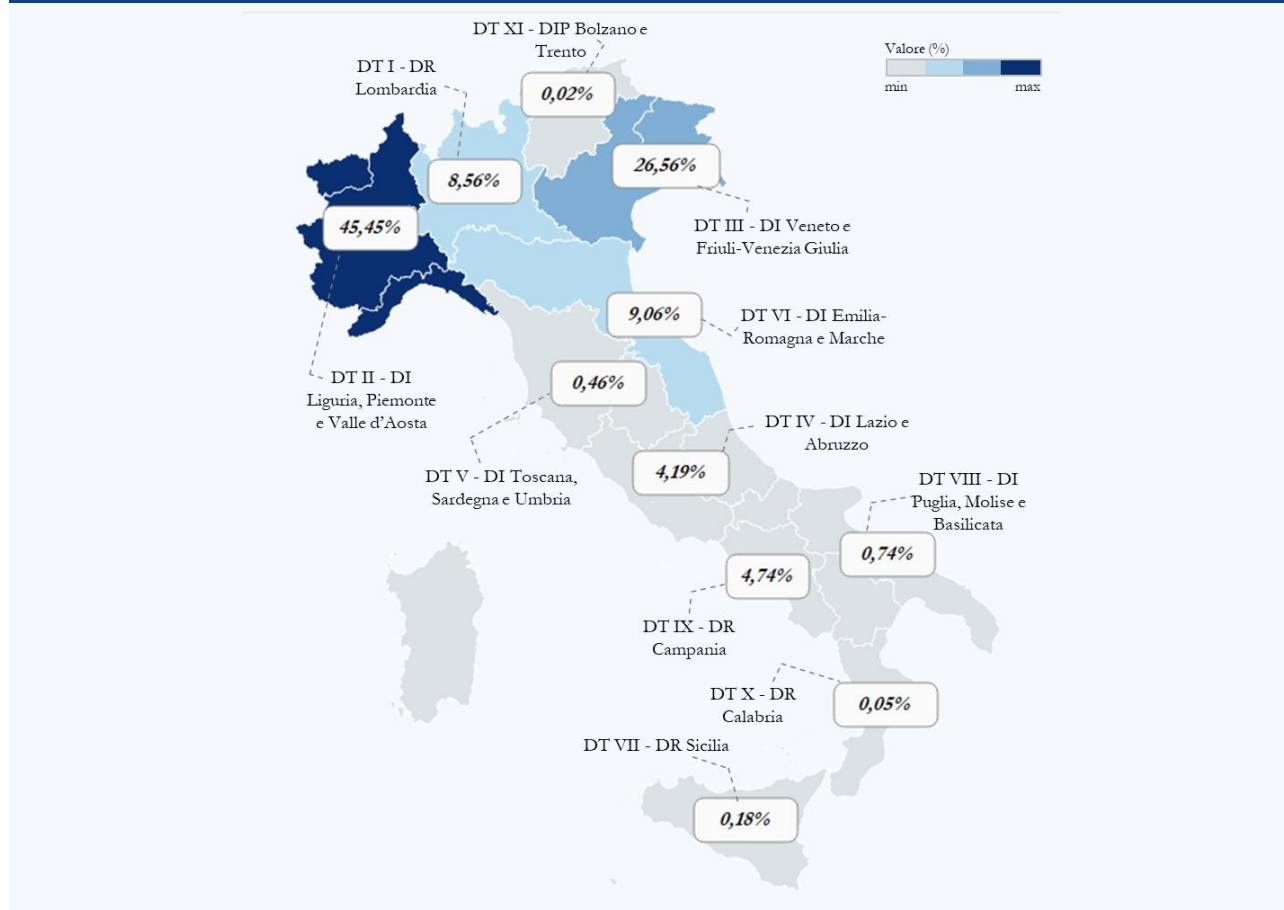 DT XI - DIP Bolzano e
Trento
Valore (%)
min
max
DT I - DR
Lombardia
0,02%
26,56%
8,56%
45,45%
DT III - DI Veneto e
Friuli-Venezia Giulia
9,06%
DT VI - DI Emilia-
Romagna e Marche
DT II - DI
Liguria, Piemonte
e Valle d'Aosta
0,46%
DT IV - DI Lazio e
Abruzzo
DT V - DI Toscana,
Sardegna e Umbria
4,19%
DT VIII - DI
Puglia, Molise e
Basilicata
0,74%
4,74%
DT IX - DR
Campania
DT X - DR
Calabria
0,05%
DT VII - DR Sicilia
0,18%